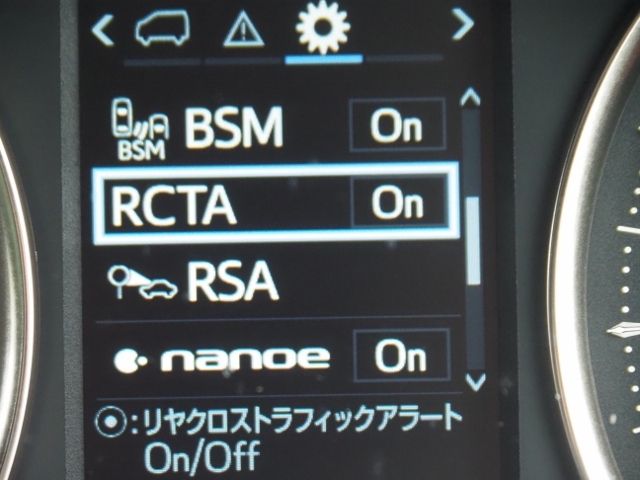 BSM BSM On
RCTA On
RSA
nanoe On
:リヤクロストラフィックアラート
On/Off